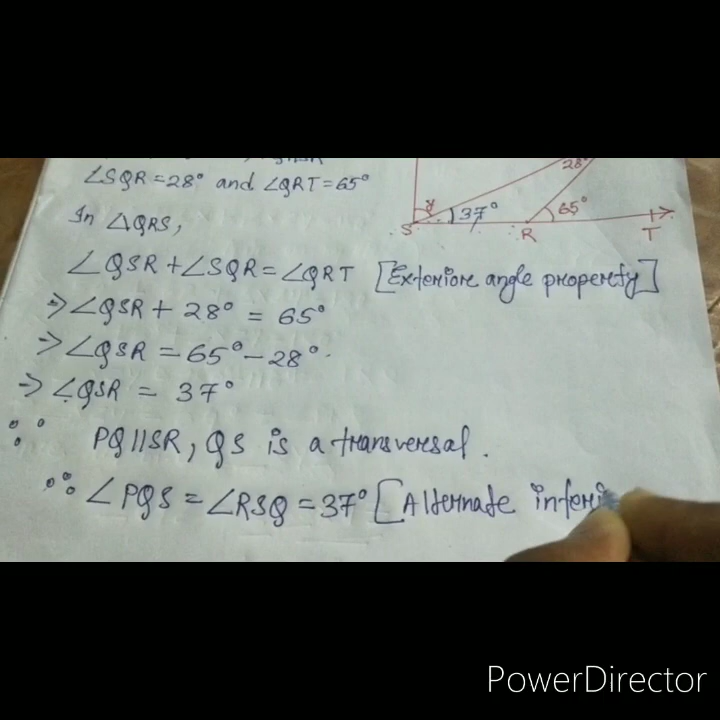 ∠SQR = 28° and ∠QRT = 65°
28°
y 37° 65°
S R T
In △QRS,
∠QSR + ∠SQR = ∠QRT [Exteriore angle property]
⇒ ∠QSR + 28° = 65°
⇒ ∠QSR = 65° - 28°.
⇒ ∠QSR = 37°
∵ PQ||SR, QS is a transversal.
∴ ∠PQS = ∠RSQ = 37° [Alternate interi
PowerDirector